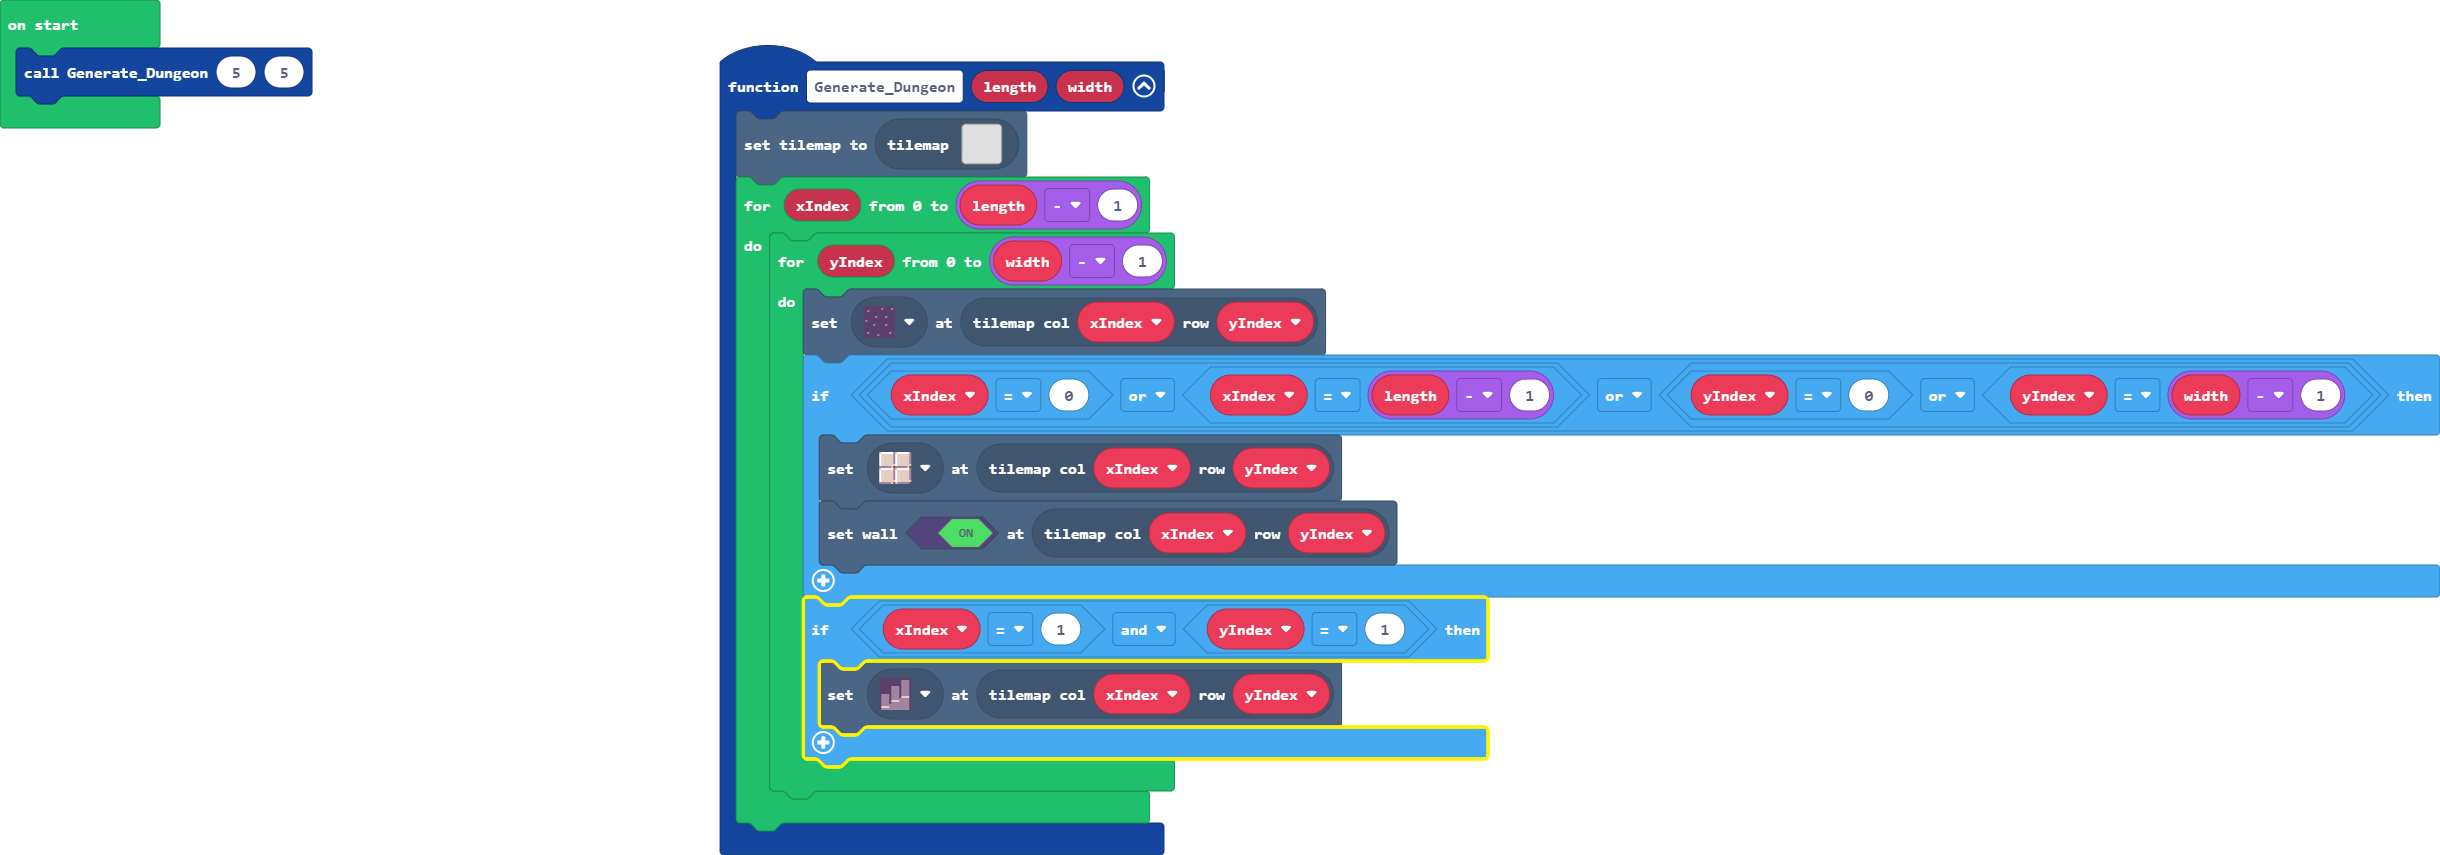 on start
call Generate_Dungeon 5 5
function Generate_Dungeon length width
set tilemap to tilemap
for xIndex from 0 to length - 1
do
for yIndex from 0 to width - 1
do
set at tilemap col xIndex row yIndex
if xIndex = 0 or xIndex = length - 1 or yIndex = 0 or yIndex = width - 1 then
set at tilemap col xIndex row yIndex
set wall ON at tilemap col xIndex row yIndex
if xIndex = 1 and yIndex = 1 then
set at tilemap col xIndex row yIndex